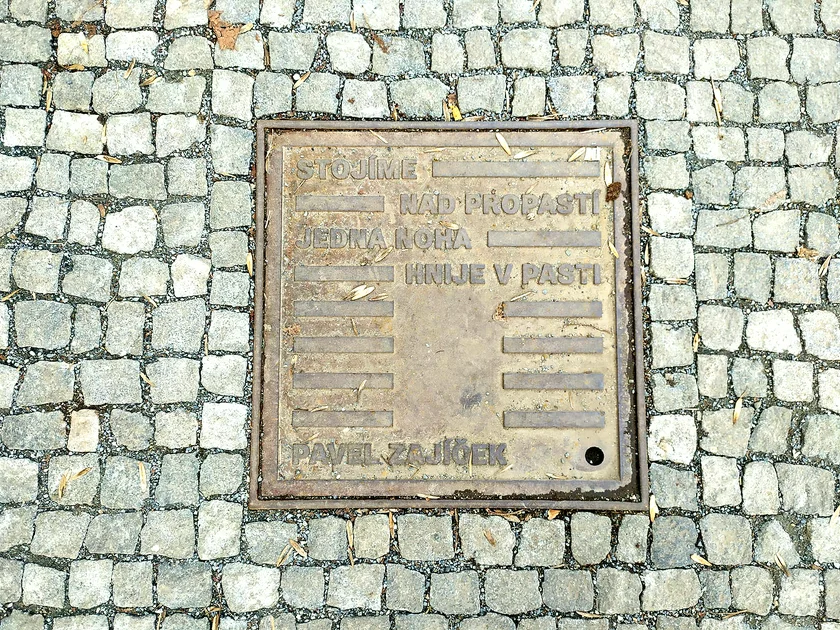 STOJÍME
NAD PROPASTÍ
JEDNA NOHA
HNIJE V PASTI
PAVEL ZAJÍČEK